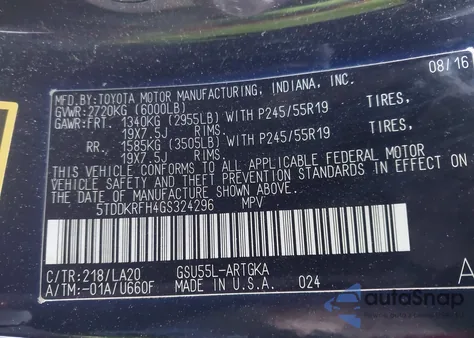 MFD.BY:TOYOTA MOTOR MANUFACTURING, INDIANA, INC. 08/16
GVWR:2720KG (6000LB)
GAWR:FRT. 1340KG (2955LB) WITH P245/55R19 TIRES,
19X7.5J RIMS.
RR. 1585KG (3505LB) WITH P245/55R19 TIRES,
19X7.5J RIMS.
THIS VEHICLE CONFORMS TO ALL APPLICABLE FEDERAL MOTOR
VEHICLE SAFETY AND THEFT PREVENTION STANDARDS IN EFFECT ON
THE DATE OF MANUFACTURE SHOWN ABOVE.
5TDDKRFH4GS324296 MPV
C/TR:218/LA20 GSU55L-ARTGKA A
A/TM:-01A/U660F MADE IN U.S.A. 024
autoSnap